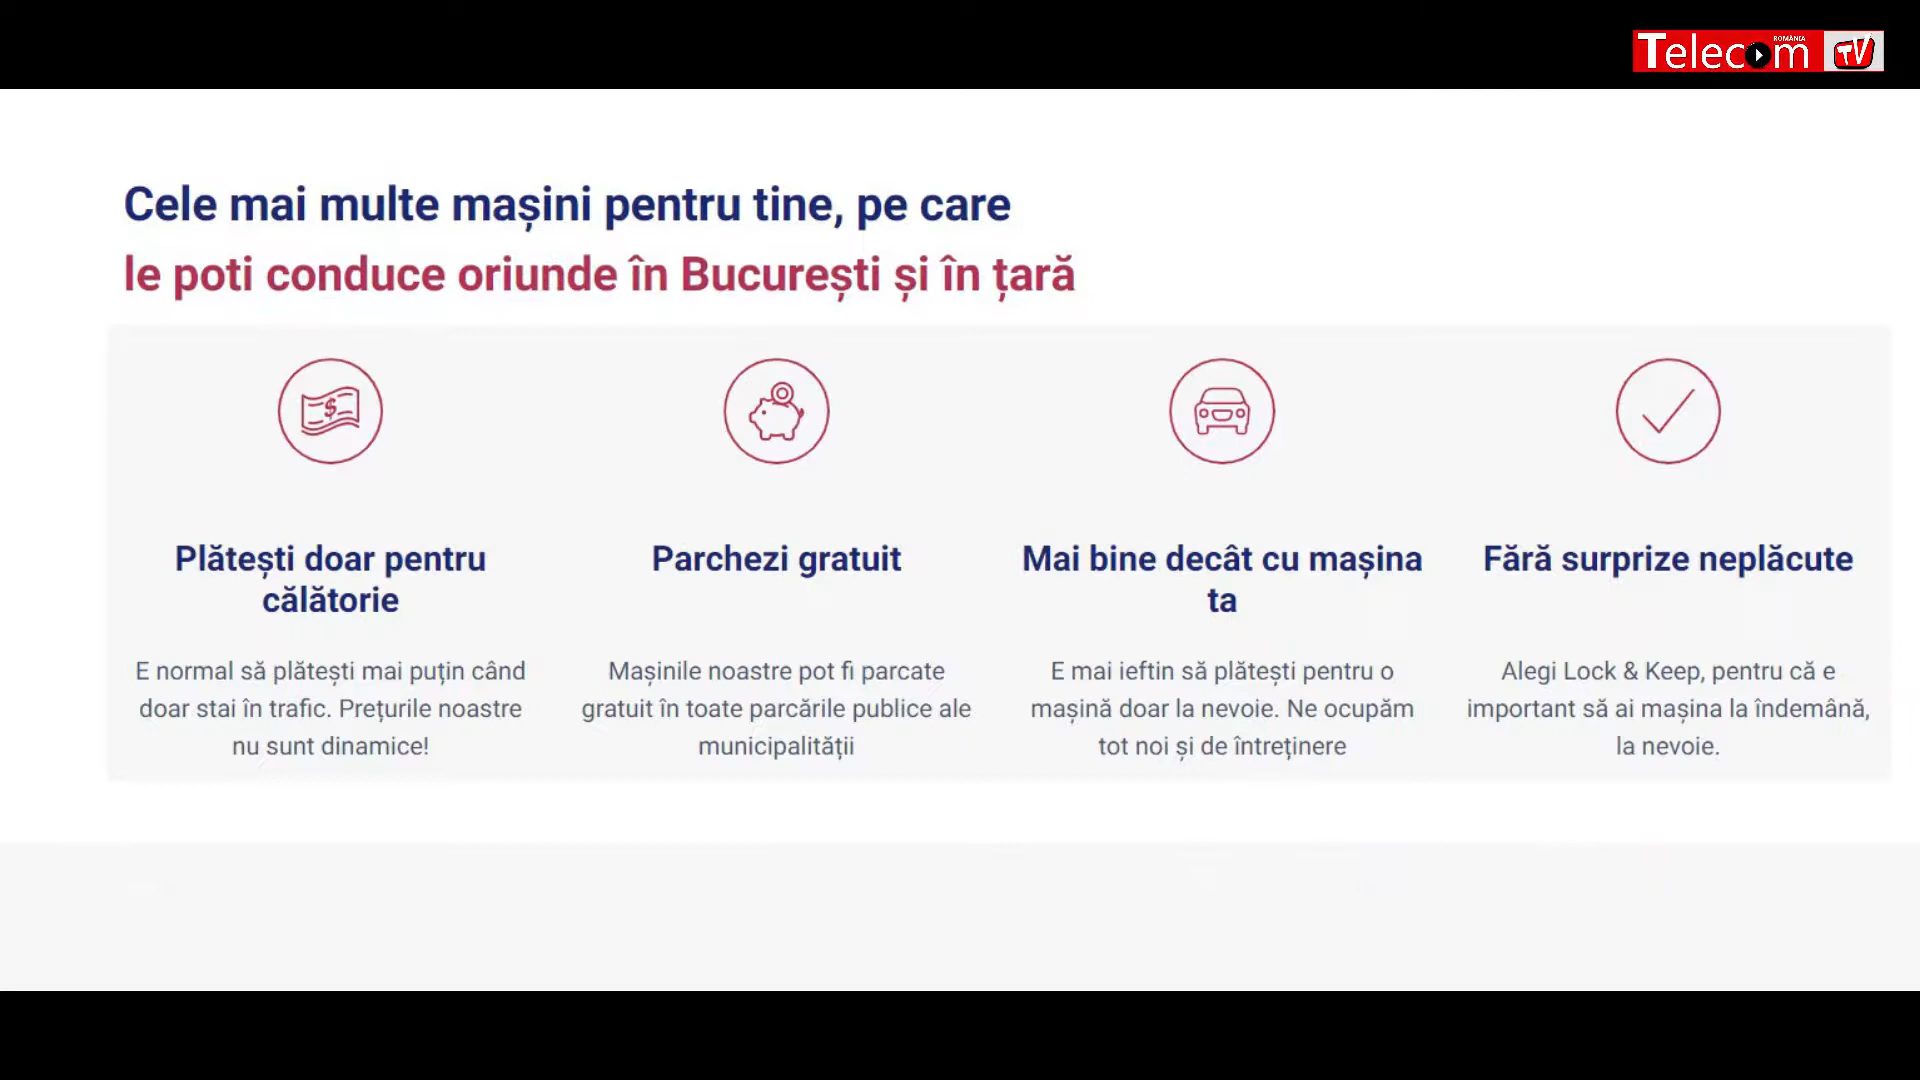 Telecom
ROMÂNIA
TV
Cele mai multe mașini pentru tine, pe care
le poti conduce oriunde în București și în țară
$
Plătești doar pentru
călătorie
E normal să plătești mai puțin când
doar stai în trafic. Prețurile noastre
nu sunt dinamice!
Parchezi gratuit
Mașinile noastre pot fi parcate
gratuit în toate parcările publice ale
municipalității
Mai bine decât cu mașina
ta
E mai ieftin să plătești pentru o
mașină doar la nevoie. Ne ocupăm
tot noi și de întreținere
Fără surprize neplăcute
Alegi Lock & Keep, pentru că e
important să ai mașina la îndemână,
la nevoie.